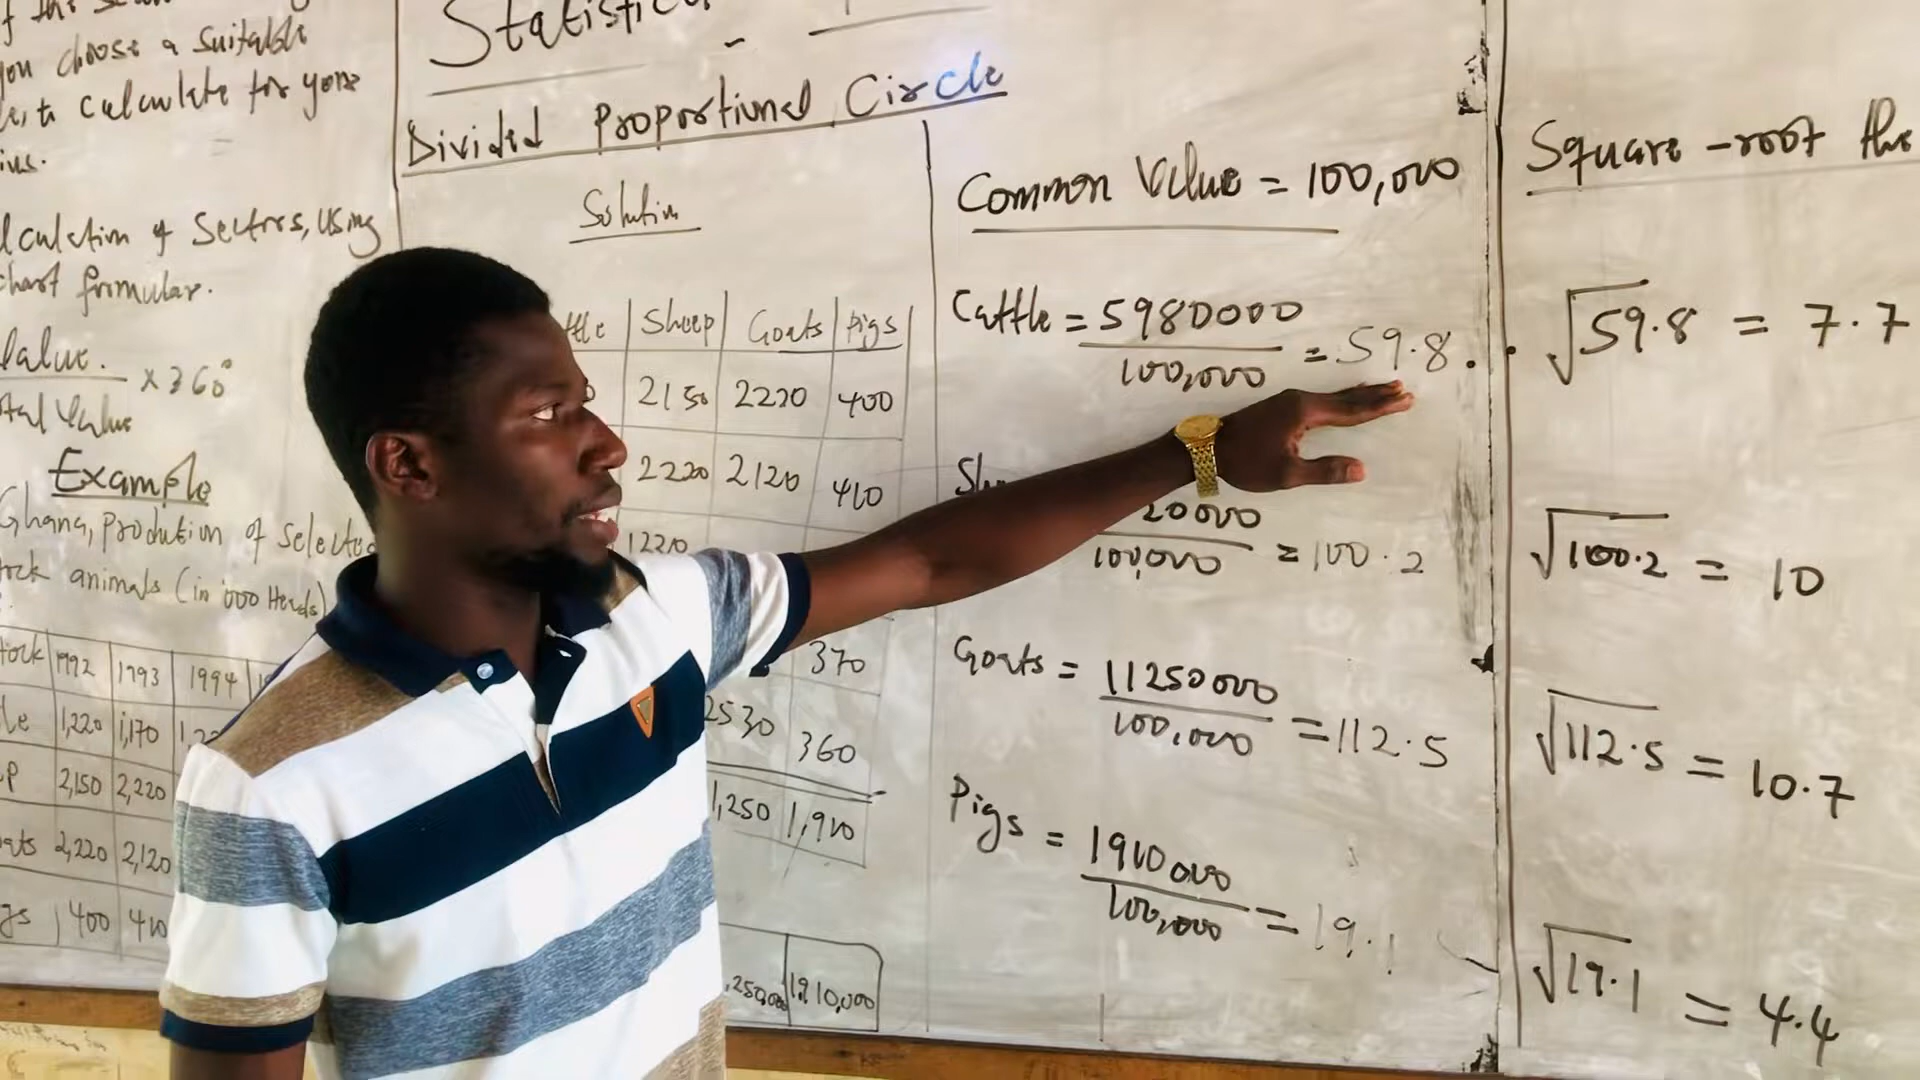 you choose a suitable
calculate for your
Divided Proportional Circle
Solution
Sectors, using
chart formular.
Value.
x 360°
Value
Example
Ghana, production of selected
animals (in '000 Heads)
1992 1993 1994
1,220 1,170
2,150 2,220
2,220 2,120
400 410
Sheep Goats Pigs
2150 2220 400
2220 2120 410
1220
370
2530 360
1,250 1,910
1,910,000
Common Value = 100,000
Cattle = 5980000
100,000 = 59.8
20000
100,000 = 100.2
Goats = 11250000
100,000 = 112.5
Pigs = 1910000
100,000 = 19.1
Square-root the
√59.8 = 7.7
√100.2 = 10
√112.5 = 10.7
√19.1 = 4.4